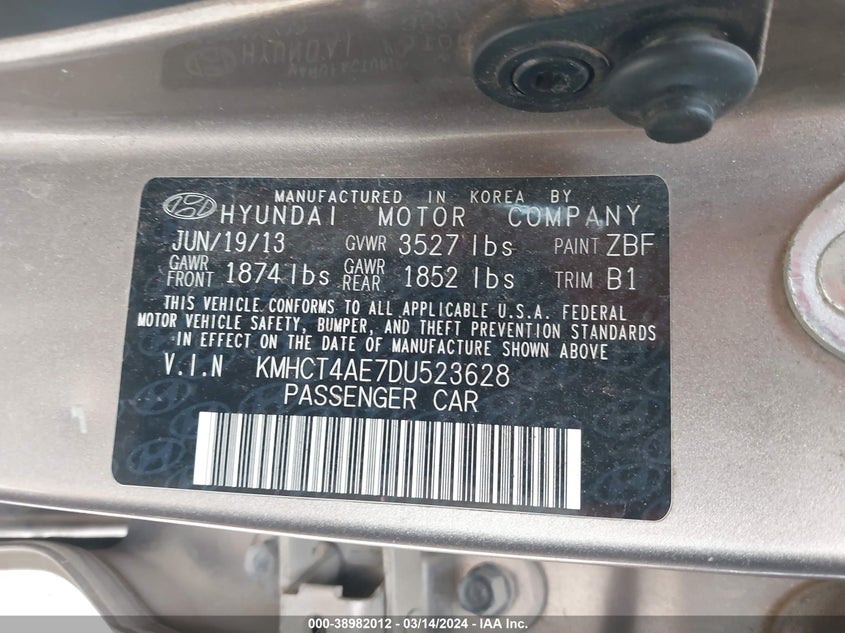 MANUFACTURED IN KOREA BY
HYUNDAI MOTOR COMPANY
JUN/19/13 GVWR 3527 lbs PAINT ZBF
GAWR FRONT 1874 lbs GAWR REAR 1852 lbs TRIM B1
THIS VEHICLE CONFORMS TO ALL APPLICABLE U.S.A. FEDERAL
MOTOR VEHICLE SAFETY, BUMPER, AND THEFT PREVENTION STANDARDS
IN EFFECT ON THE DATE OF MANUFACTURE SHOWN ABOVE
V.I.N KMHCT4AE7DU523628
PASSENGER CAR
000-38982012 - 03/14/2024 - IAA Inc.